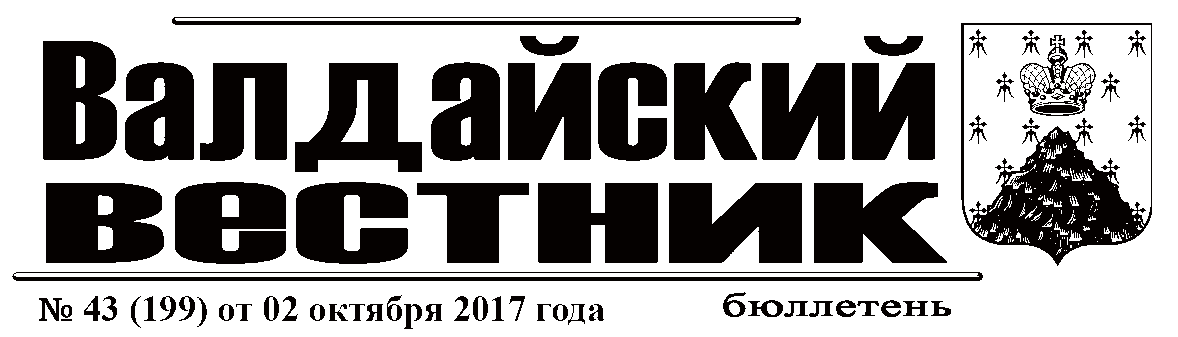 Валдайский
вестник
№ 43 (199) от 02 октября 2017 года бюллетень